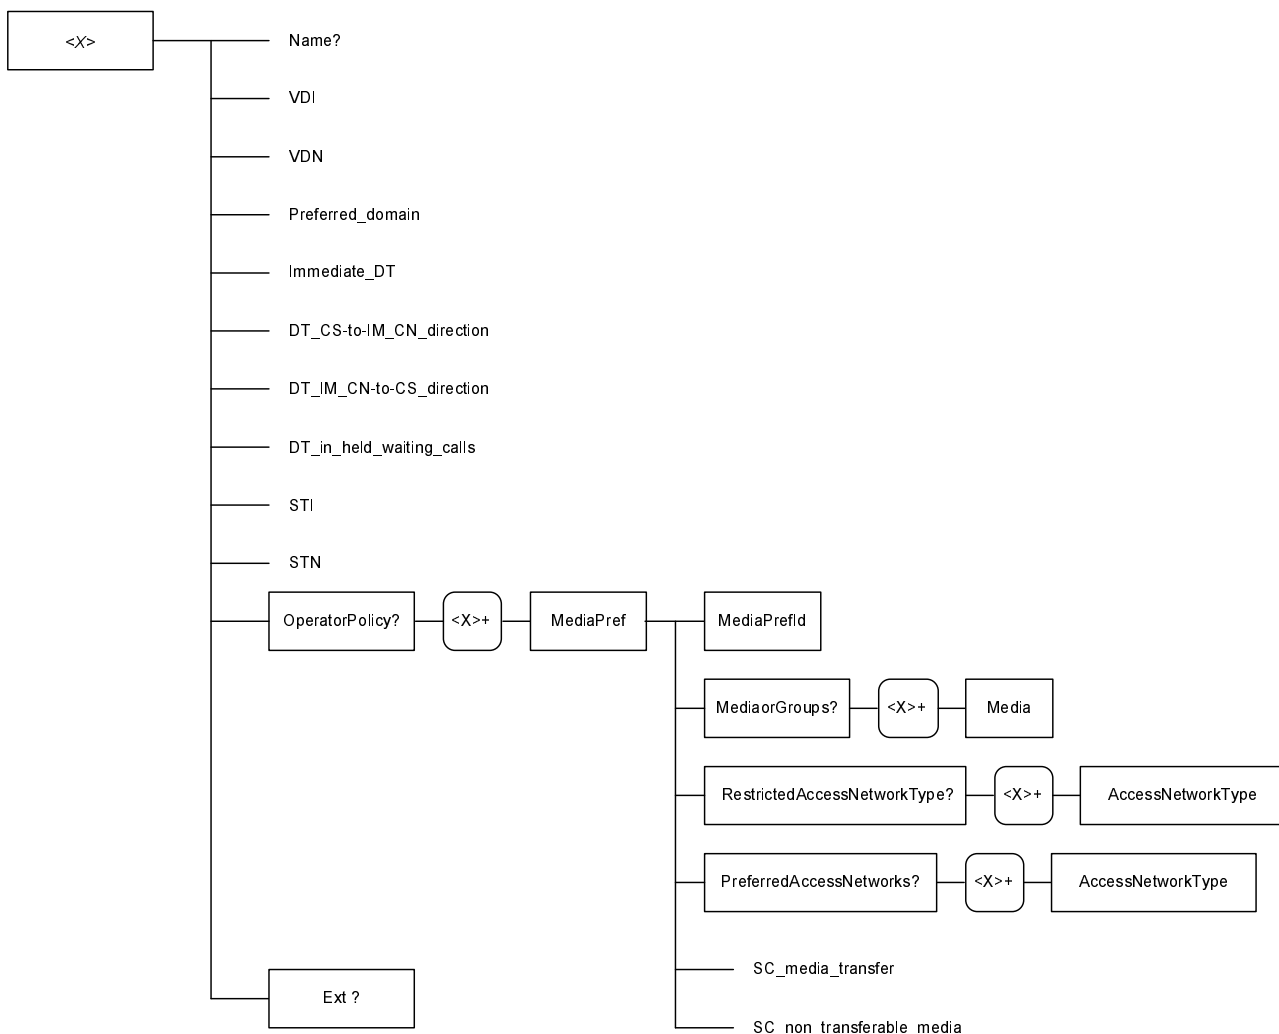 <X>
Name?
VDI
VDN
Preferred_domain
Immediate_DT
DT_CS-to-IM_CN_direction
DT_IM_CN-to-CS_direction
DT_in_held_waiting_calls
STI
STN
OperatorPolicy? <X>+ MediaPref MediaPrefId
MediaorGroups? <X>+ Media
RestrictedAccessNetworkType? <X>+ AccessNetworkType
PreferredAccessNetworks? <X>+ AccessNetworkType
SC_media_transfer
Ext ?
SC_non_transferable_media